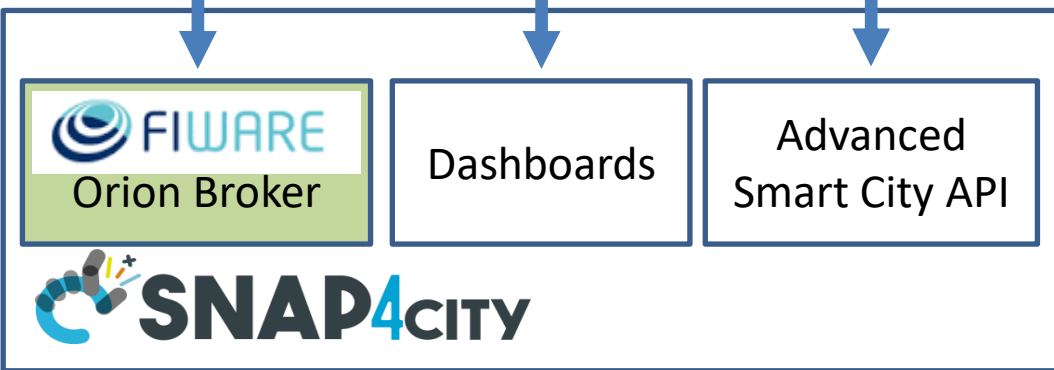 FIWARE
Orion Broker
Dashboards
Advanced
Smart City API
SNAP4CITY